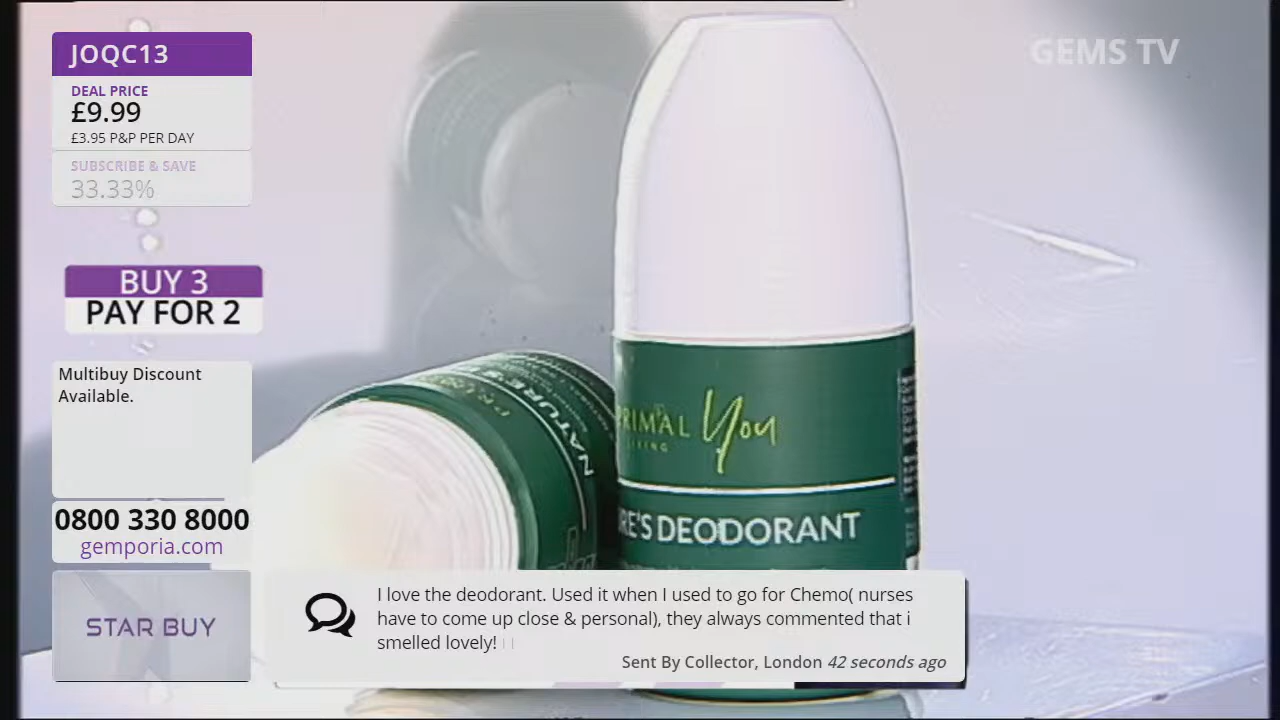 JOQC13
DEAL PRICE
£9.99
£3.95 P&P PER DAY
SUBSCRIBE & SAVE
33.33%
BUY 3
PAY FOR 2
Multibuy Discount
Available.
0800 330 8000
gemporia.com
STAR BUY
GEMS TV
PRIMAL You
RE'S DEODORANT
NATURE'S
I love the deodorant. Used it when I used to go for Chemo( nurses
have to come up close & personal), they always commented that i
smelled lovely!
Sent By Collector, London 42 seconds ago